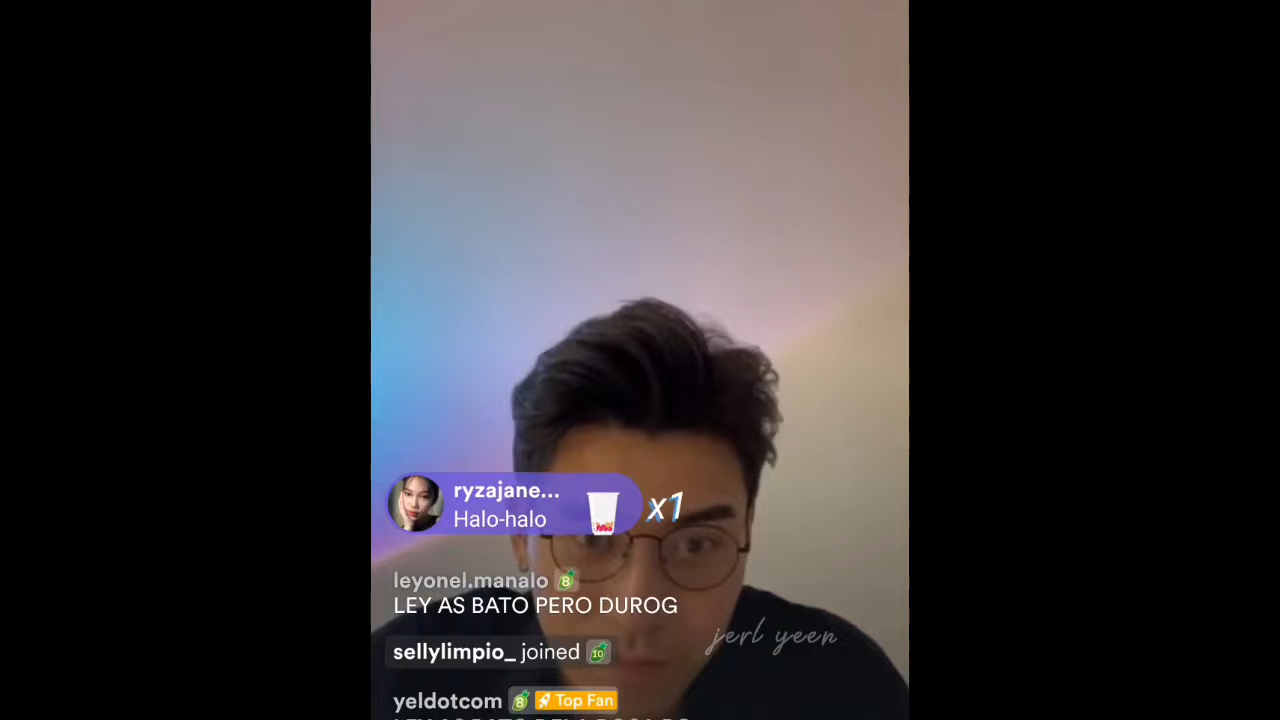 ryzajane...
Halo-halo
x1
leyonel.manalo 8
LEY AS BATO PERO DUROG
jerl yeen
sellylimpio_ joined 10
yeldotcom 8 Top Fan